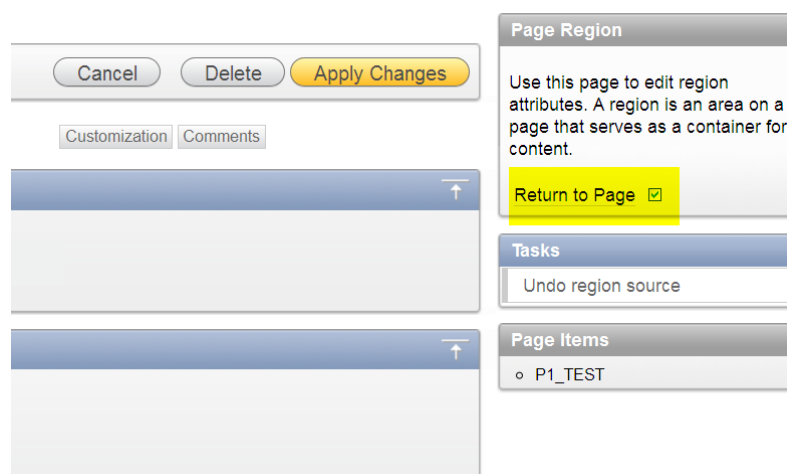 Cancel Delete Apply Changes
Customization Comments
Page Region
Use this page to edit region
attributes. A region is an area on a
page that serves as a container for
content.
Return to Page
Tasks
Undo region source
Page Items
P1_TEST